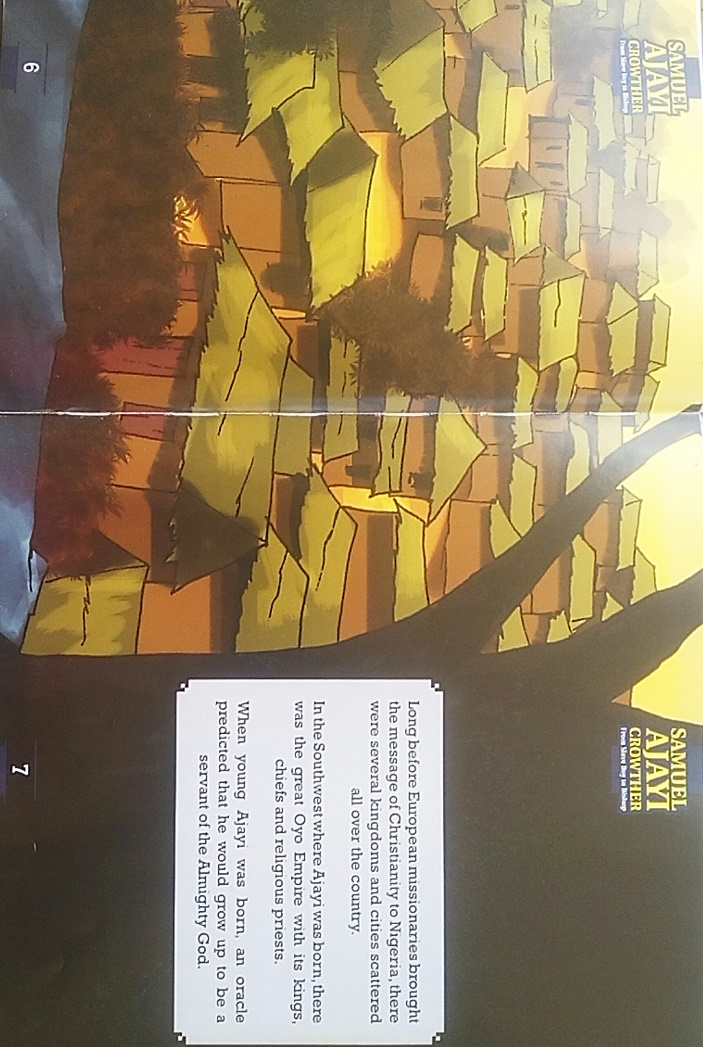 SAMUEL
AJAYI
CROWTHER
From Slave Boy to Bishop
6
SAMUEL
AJAYI
CROWTHER
From Slave Boy to Bishop
Long before European missionaries brought
the message of Christianity to Nigeria, there
were several kingdoms and cities scattered
all over the country.
In the Southwest where Ajayi was born, there
was the great Oyo Empire with its kings,
chiefs and religious priests.
When young Ajayi was born, an oracle
predicted that he would grow up to be a
servant of the Almighty God.
7